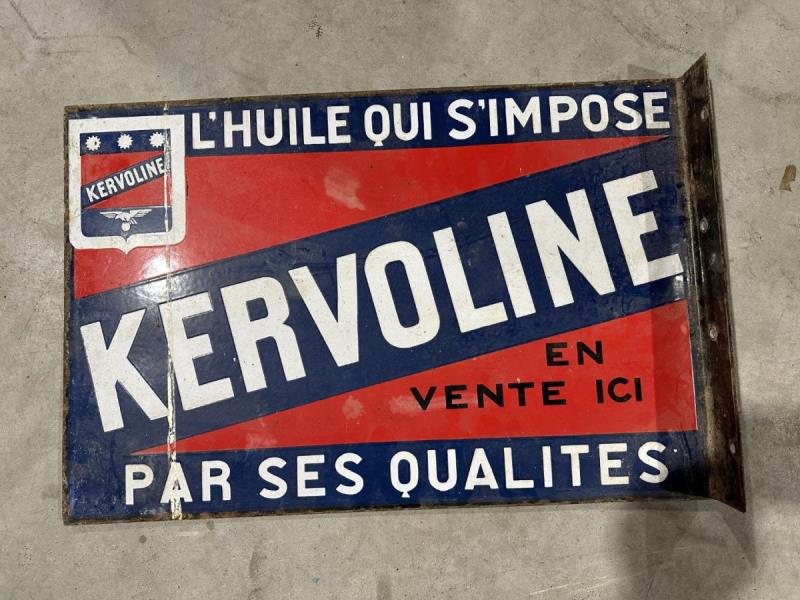 L'HUILE QUI S'IMPOSE
KERVOLINE
KERVOLINE
EN
VENTE ICI
PAR SES QUALITES